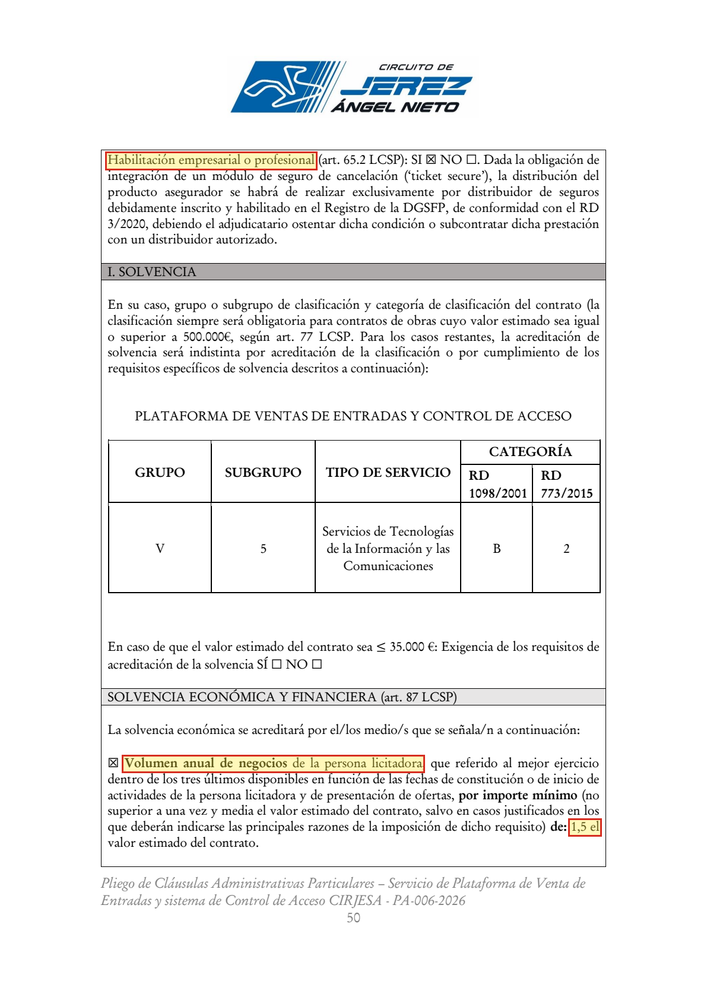 CIRCUITO DE
JEREZ
ÁNGEL NIETO
Habilitación empresarial o profesional (art. 65.2 LCSP): SI ☒ NO ☐. Dada la obligación de
integración de un módulo de seguro de cancelación (‘ticket secure’), la distribución del
producto asegurador se habrá de realizar exclusivamente por distribuidor de seguros
debidamente inscrito y habilitado en el Registro de la DGSFP, de conformidad con el RD
3/2020, debiendo el adjudicatario ostentar dicha condición o subcontratar dicha prestación
con un distribuidor autorizado.
I. SOLVENCIA
En su caso, grupo o subgrupo de clasificación y categoría de clasificación del contrato (la
clasificación siempre será obligatoria para contratos de obras cuyo valor estimado sea igual
o superior a 500.000€, según art. 77 LCSP. Para los casos restantes, la acreditación de
solvencia será indistinta por acreditación de la clasificación o por cumplimiento de los
requisitos específicos de solvencia descritos a continuación):
PLATAFORMA DE VENTAS DE ENTRADAS Y CONTROL DE ACCESO
GRUPO SUBGRUPO TIPO DE SERVICIO CATEGORÍA
RD 1098/2001 RD 773/2015
V 5 Servicios de Tecnologías
de la Información y las
Comunicaciones B 2
En caso de que el valor estimado del contrato sea ≤ 35.000 €: Exigencia de los requisitos de
acreditación de la solvencia SÍ ☐ NO ☐
SOLVENCIA ECONÓMICA Y FINANCIERA (art. 87 LCSP)
La solvencia económica se acreditará por el/los medio/s que se señala/n a continuación:
☒ Volumen anual de negocios de la persona licitadora, que referido al mejor ejercicio
dentro de los tres últimos disponibles en función de las fechas de constitución o de inicio de
actividades de la persona licitadora y de presentación de ofertas, por importe mínimo (no
superior a una vez y media el valor estimado del contrato, salvo en casos justificados en los
que deberán indicarse las principales razones de la imposición de dicho requisito) de: 1,5 el
valor estimado del contrato.
Pliego de Cláusulas Administrativas Particulares – Servicio de Plataforma de Venta de
Entradas y sistema de Control de Acceso CIRJESA - PA-006-2026
50